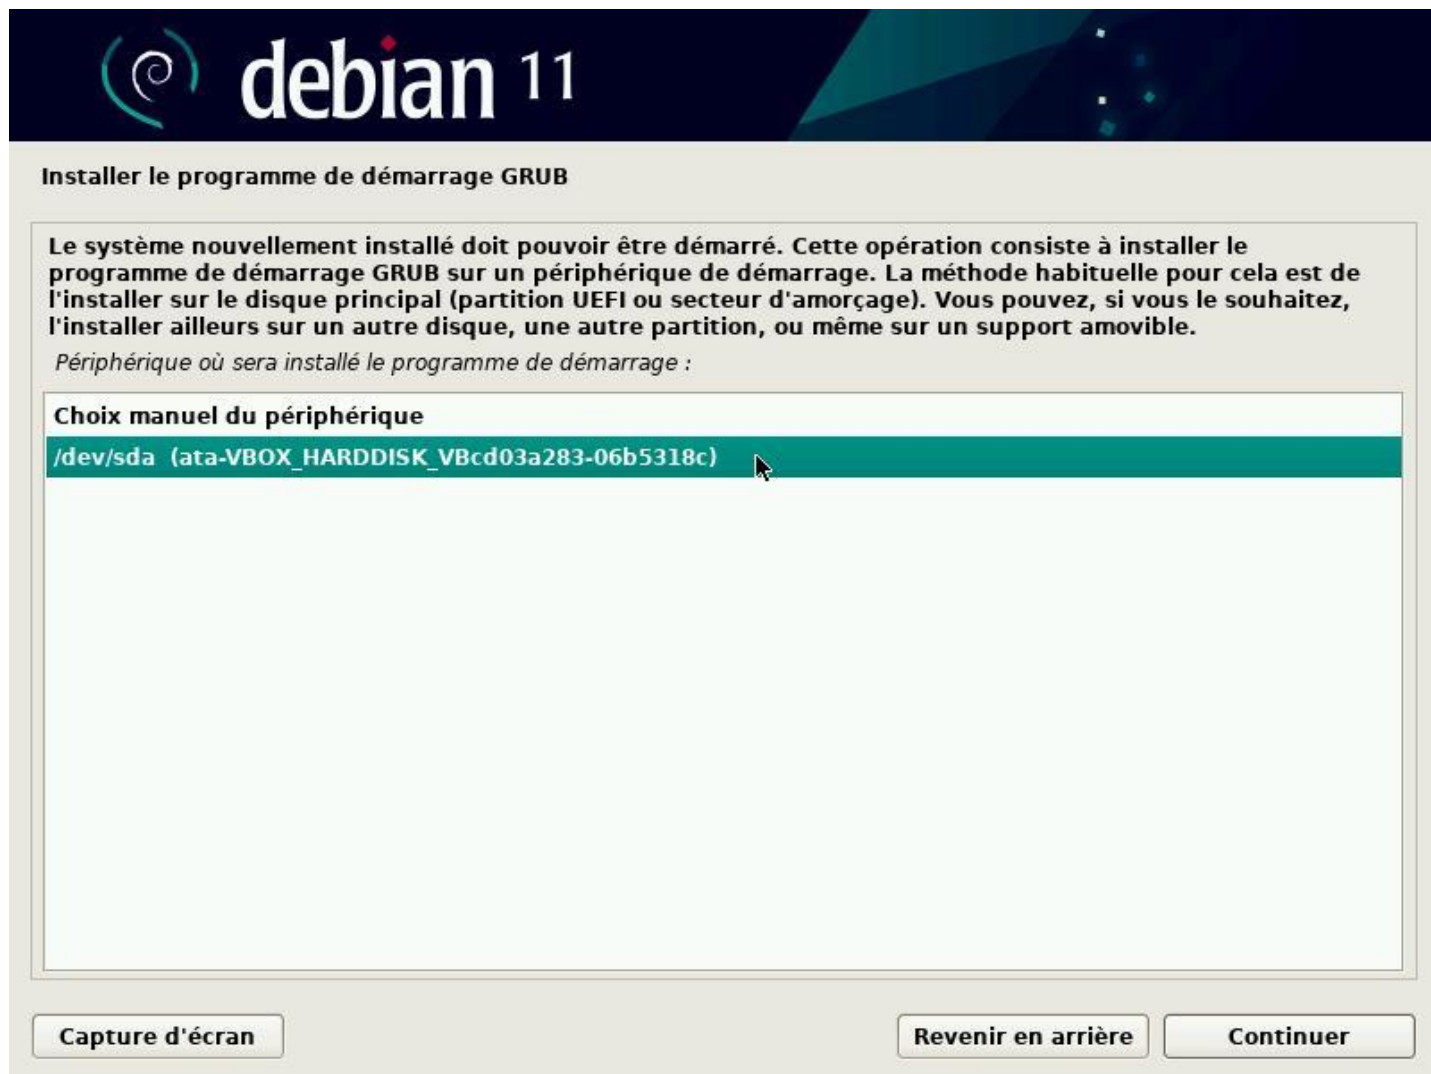 debian 11
Installer le programme de démarrage GRUB
Le système nouvellement installé doit pouvoir être démarré. Cette opération consiste à installer le
programme de démarrage GRUB sur un périphérique de démarrage. La méthode habituelle pour cela est de
l'installer sur le disque principal (partition UEFI ou secteur d'amorçage). Vous pouvez, si vous le souhaitez,
l'installer ailleurs sur un autre disque, une autre partition, ou même sur un support amovible.
Périphérique où sera installé le programme de démarrage :
Choix manuel du périphérique
/dev/sda (ata-VBOX_HARDDISK_VBcd03a283-06b5318c)
Capture d'écran
Revenir en arrière
Continuer